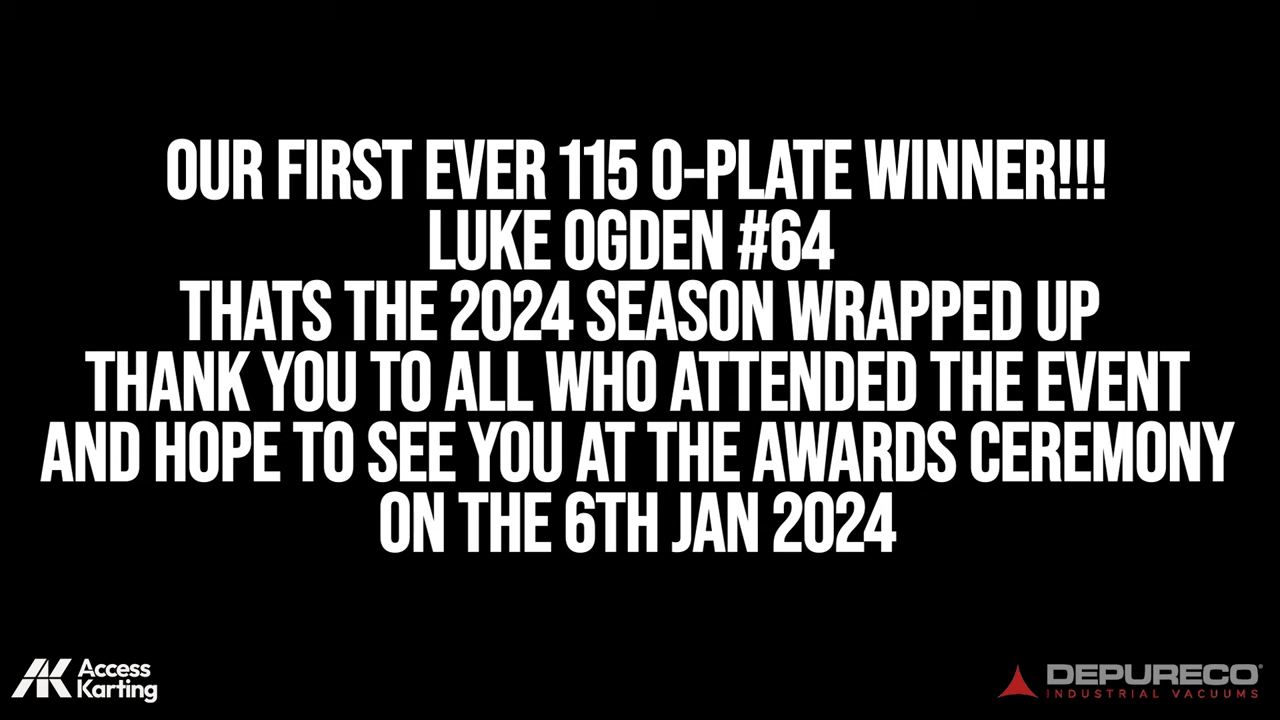 OUR FIRST EVER 115 O-PLATE WINNER!!!
LUKE OGDEN #64
THATS THE 2024 SEASON WRAPPED UP
THANK YOU TO ALL WHO ATTENDED THE EVENT
AND HOPE TO SEE YOU AT THE AWARDS CEREMONY
ON THE 6TH JAN 2024
Access
Karting
DEPURECO®
INDUSTRIAL VACUUMS